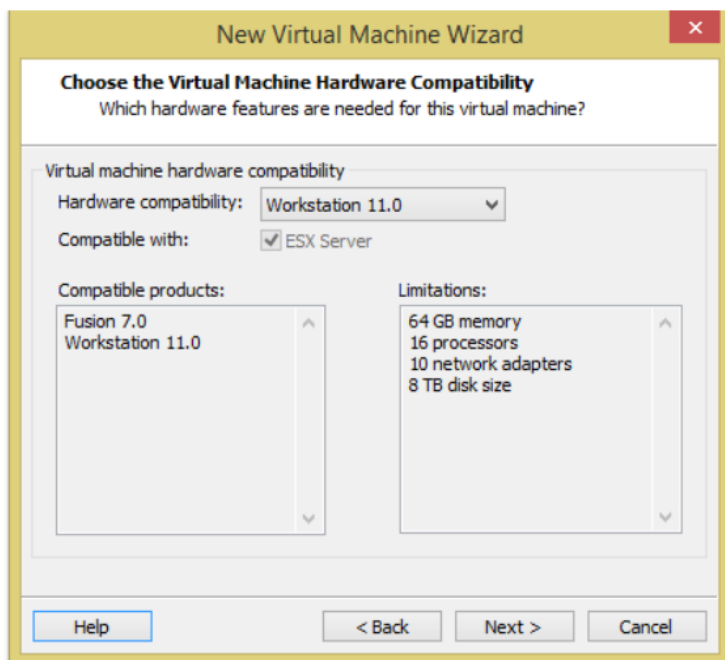 New Virtual Machine Wizard
Choose the Virtual Machine Hardware Compatibility
Which hardware features are needed for this virtual machine?
Virtual machine hardware compatibility
Hardware compatibility: Workstation 11.0
Compatible with: ESX Server
Compatible products:
Fusion 7.0
Workstation 11.0
Limitations:
64 GB memory
16 processors
10 network adapters
8 TB disk size
Help < Back Next > Cancel